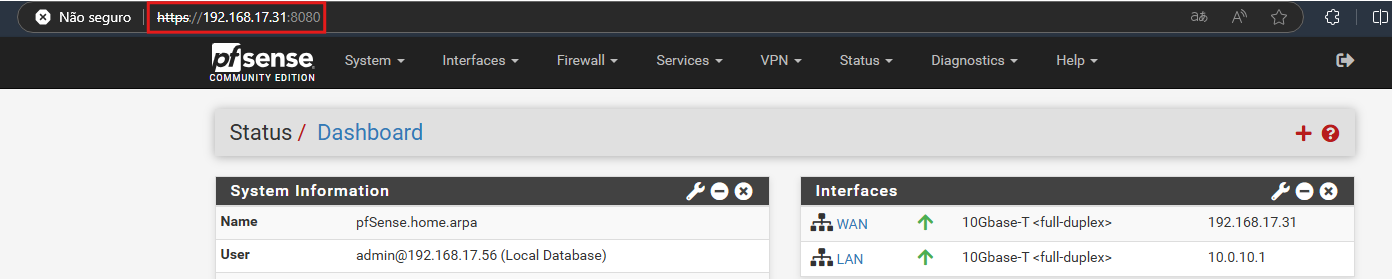 Não seguro https://192.168.17.31:8080 aあ A
pfsense System Interfaces Firewall Services VPN Status Diagnostics Help
COMMUNITY EDITION
Status / Dashboard
System Information
Name pfSense.home.arpa
User admin@192.168.17.56 (Local Database)
Interfaces
WAN 10Gbase-T <full-duplex> 192.168.17.31
LAN 10Gbase-T <full-duplex> 10.0.10.1